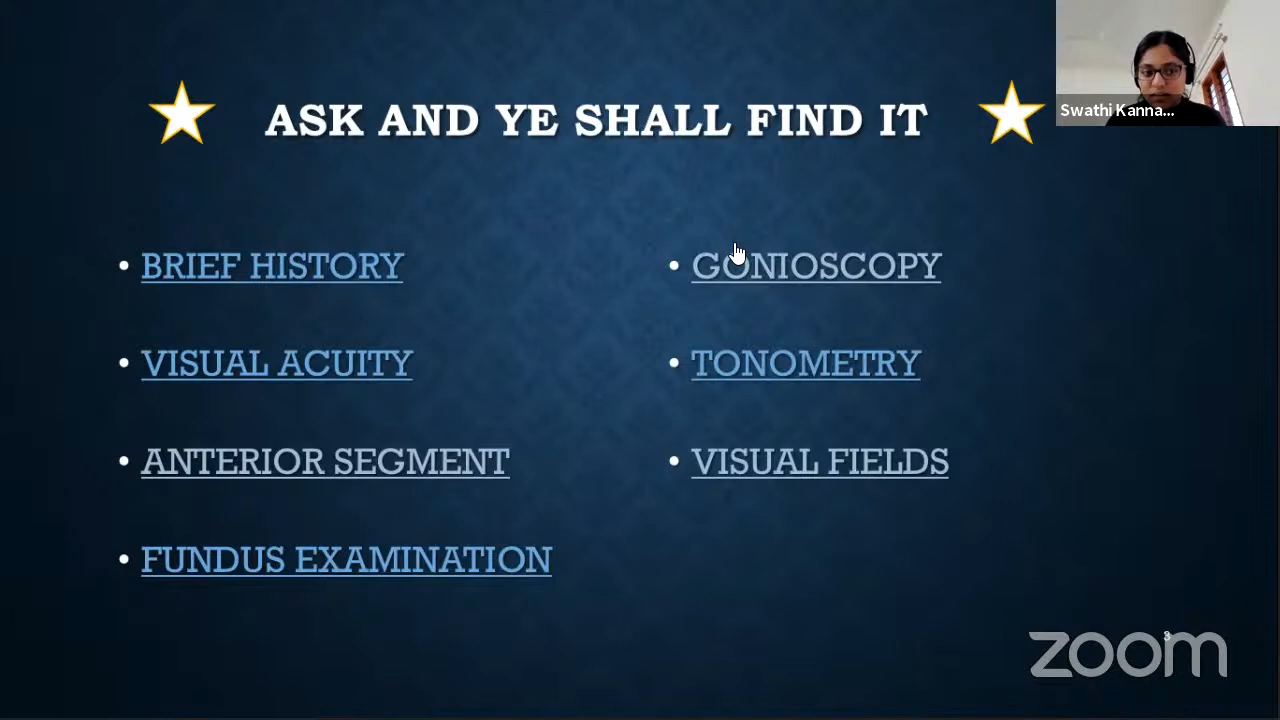 ASK AND YE SHALL FIND IT
Swathi Kanna...
• BRIEF HISTORY
• VISUAL ACUITY
• ANTERIOR SEGMENT
• FUNDUS EXAMINATION
• GONIOSCOPY
• TONOMETRY
• VISUAL FIELDS
3
zoom